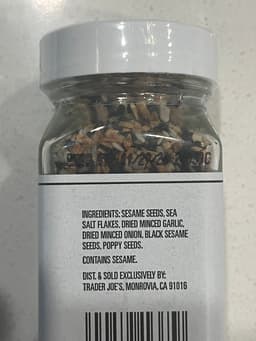 INGREDIENTS: SESAME SEEDS, SEA
SALT FLAKES, DRIED MINCED GARLIC,
DRIED MINCED ONION, BLACK SESAME
SEEDS, POPPY SEEDS.
CONTAINS SESAME.
DIST. & SOLD EXCLUSIVELY BY:
TRADER JOE'S, MONROVIA, CA 91016